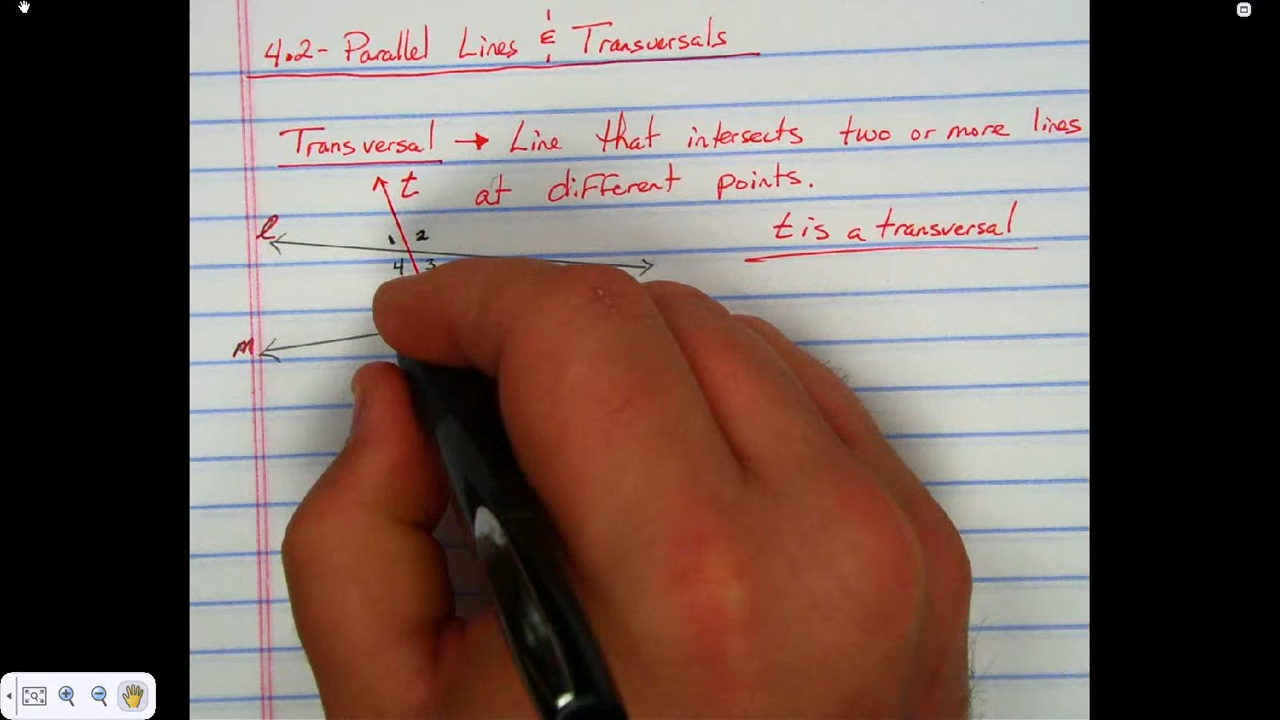 4.2 - Parallel Lines & Transversals
Transversal → Line that intersects two or more lines
at different points.
t
t is a transversal
l
1 2
4 3
m